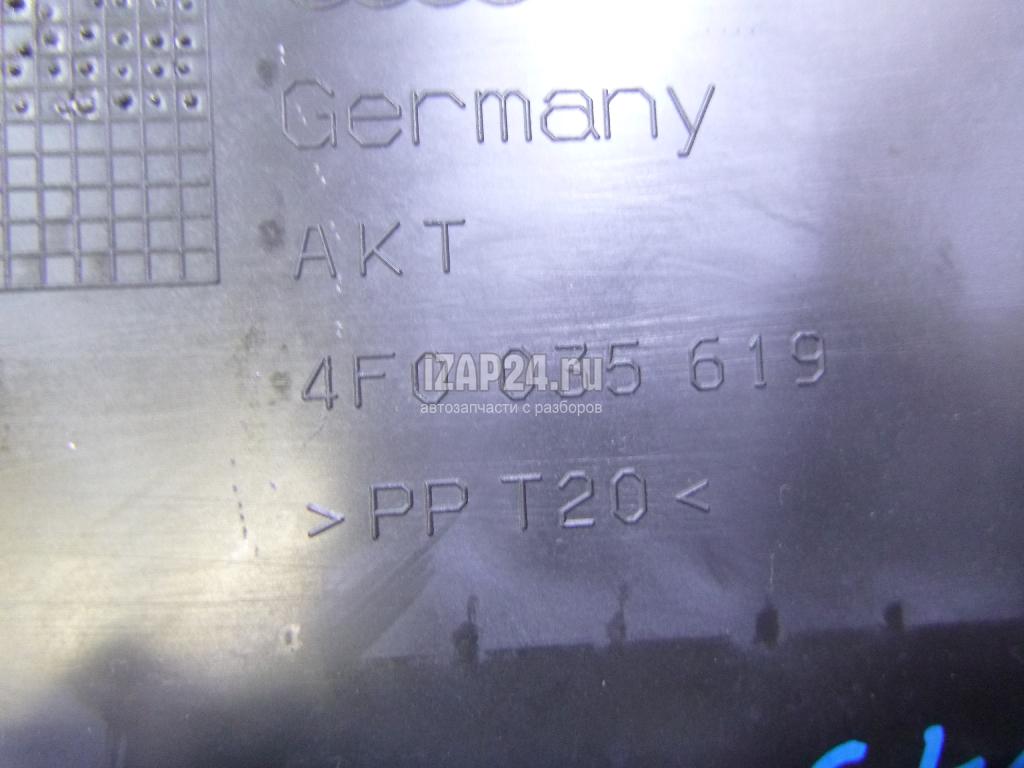 Germany
AKT
4F0 035 619
IZAP24.ru
автозапчасти с разборов
>PP T20<